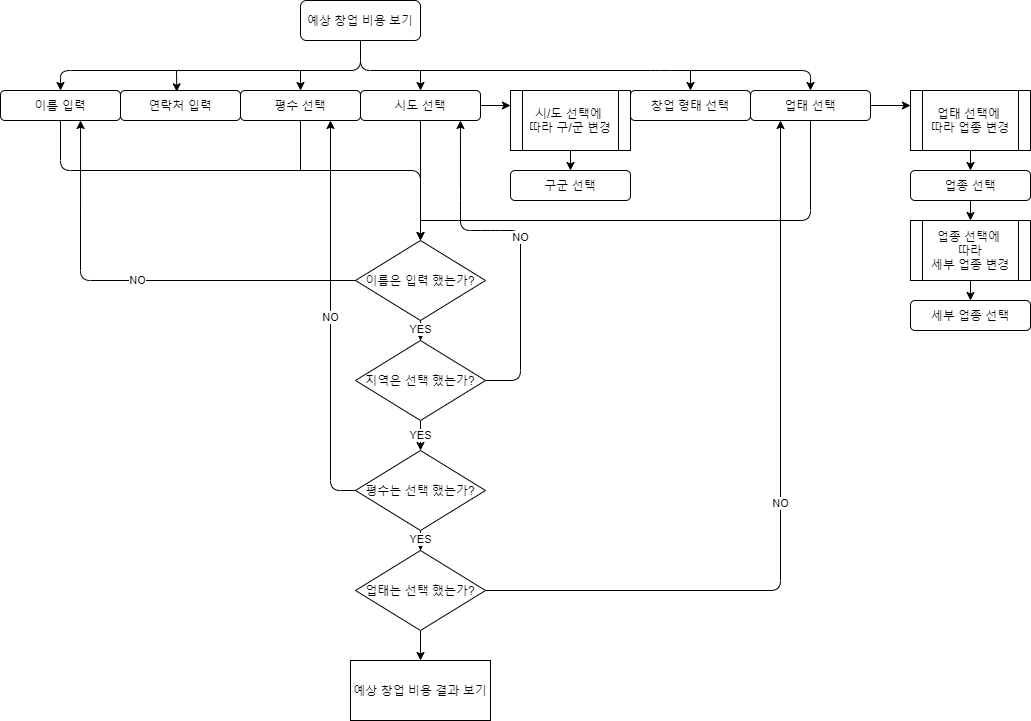 예상 창업 비용 보기
이름 입력
연락처 입력
평수 선택
시도 선택
시/도 선택에
따라 구/군 변경
창업 형태 선택
업태 선택
업태 선택에
따라 업종 변경
구군 선택
업종 선택
업종 선택에
따라
세부 업종 변경
NO
이름은 입력 했는가?
NO
세부 업종 선택
NO
YES
지역은 선택 했는가?
YES
평수는 선택 했는가?
NO
YES
업태는 선택 했는가?
예상 창업 비용 결과 보기